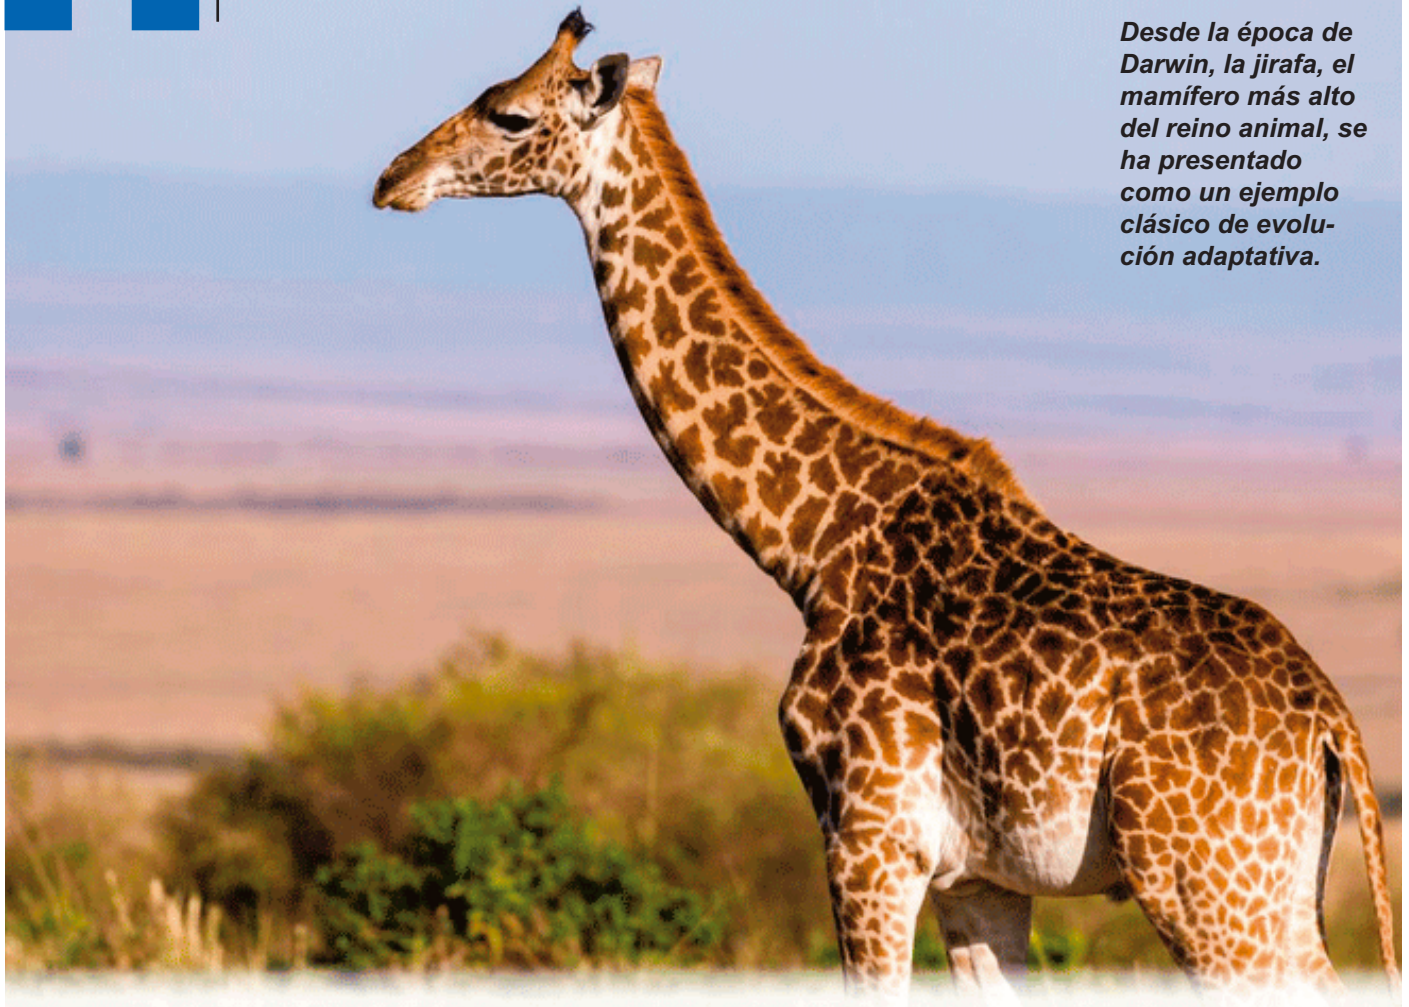 Desde la época de
Darwin, la jirafa, el
mamífero más alto
del reino animal, se
ha presentado
como un ejemplo
clásico de evolu-
ción adaptativa.